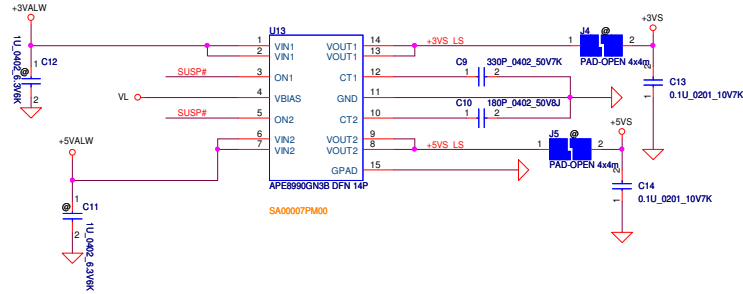 +3VALW
1U_0402_6.3V6K
@
1
2
C12
U13
1 VIN1 VOUT1 14
2 VIN1 VOUT1 13
+3VS_LS
1
J4
@
2
PAD-OPEN 4x4m
+3VS
2
1
C13
0.1U_0201_10V7K
SUSP#
3 ON1 CT1 12
C9 330P_0402_50V7K
1 2
VL
4 VBIAS GND 11
C10 180P_0402_50V8J
1 2
SUSP#
5 ON2 CT2 10
+5VALW
6 VIN2 VOUT2 9
7 VIN2 VOUT2 8
+5VS_LS
1
J5
@
2
PAD-OPEN 4x4m
+5VS
2
1
C14
0.1U_0201_10V7K
GPAD 15
APE8990GN3B DFN 14P
SA00007PM00
@
1
2
C11
1U_0402_6.3V6K